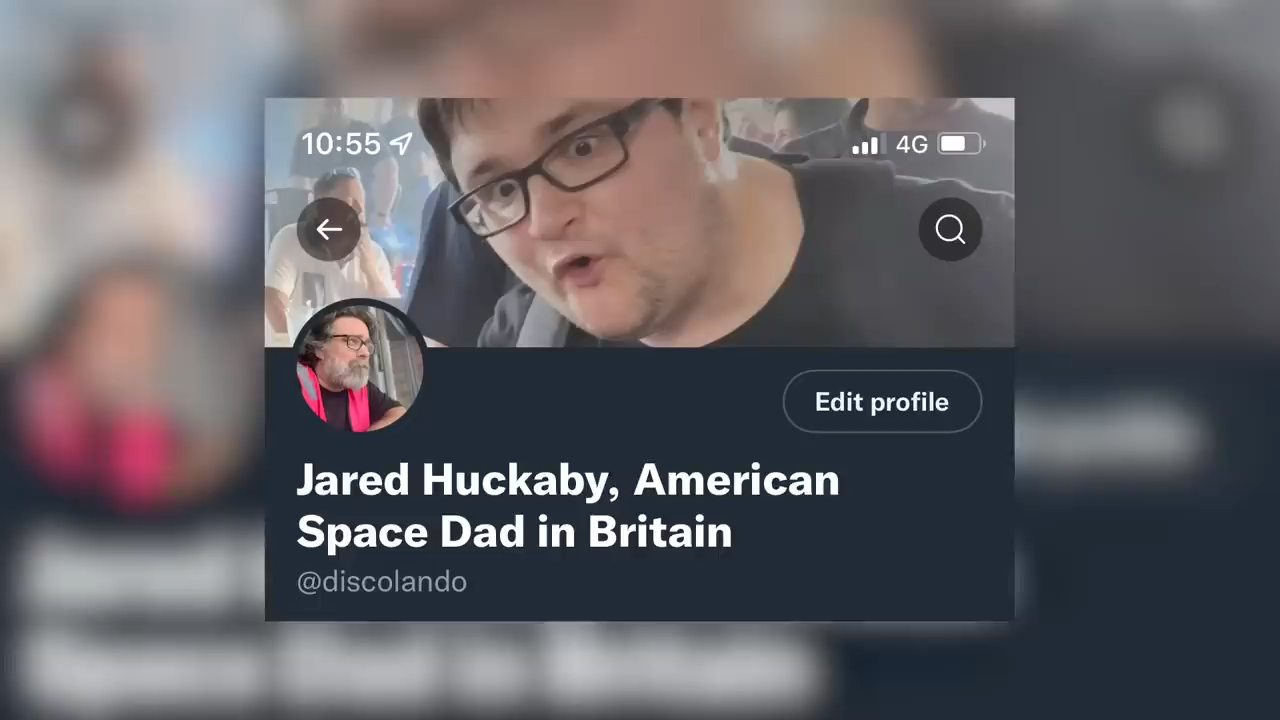 10:55 4G
Edit profile
Jared Huckaby, American
Space Dad in Britain
@discolando